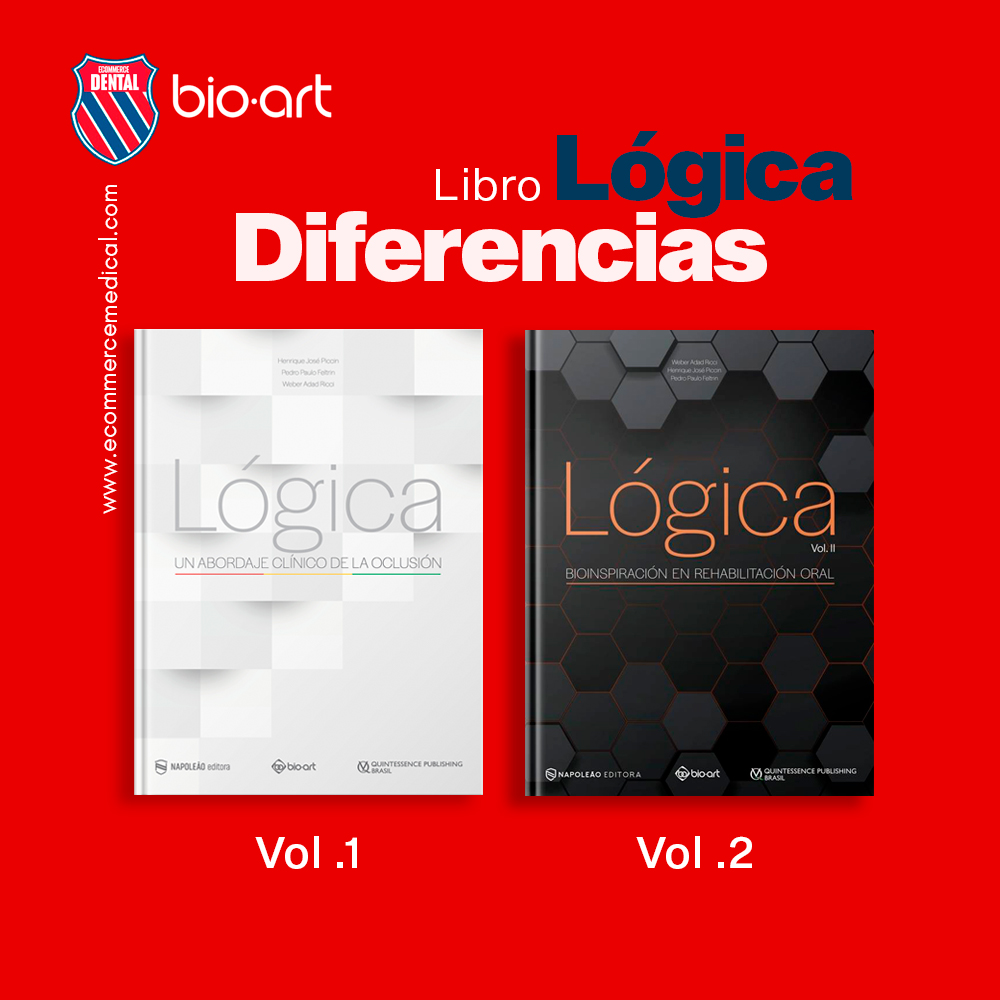 ECOMMERCE
DENTAL
bio·art
www.ecommercemedical.com
Libro Lógica
Diferencias
Henrique José Piccin
Pedro Paulo Feltrin
Weber Adad Ricci
Lógica
UN ABORDAJE CLÍNICO DE LA OCLUSIÓN
NAPOLEÃO editora
bio·art
QUINTESSENCE PUBLISHING
BRASIL
Weber Adad Ricci
Henrique José Piccin
Pedro Paulo Feltrin
Lógica
Vol. II
BIOINSPIRACIÓN EN REHABILITACIÓN ORAL
NAPOLEÃO EDITORA
bio·art
QUINTESSENCE PUBLISHING
BRASIL
Vol .1
Vol .2